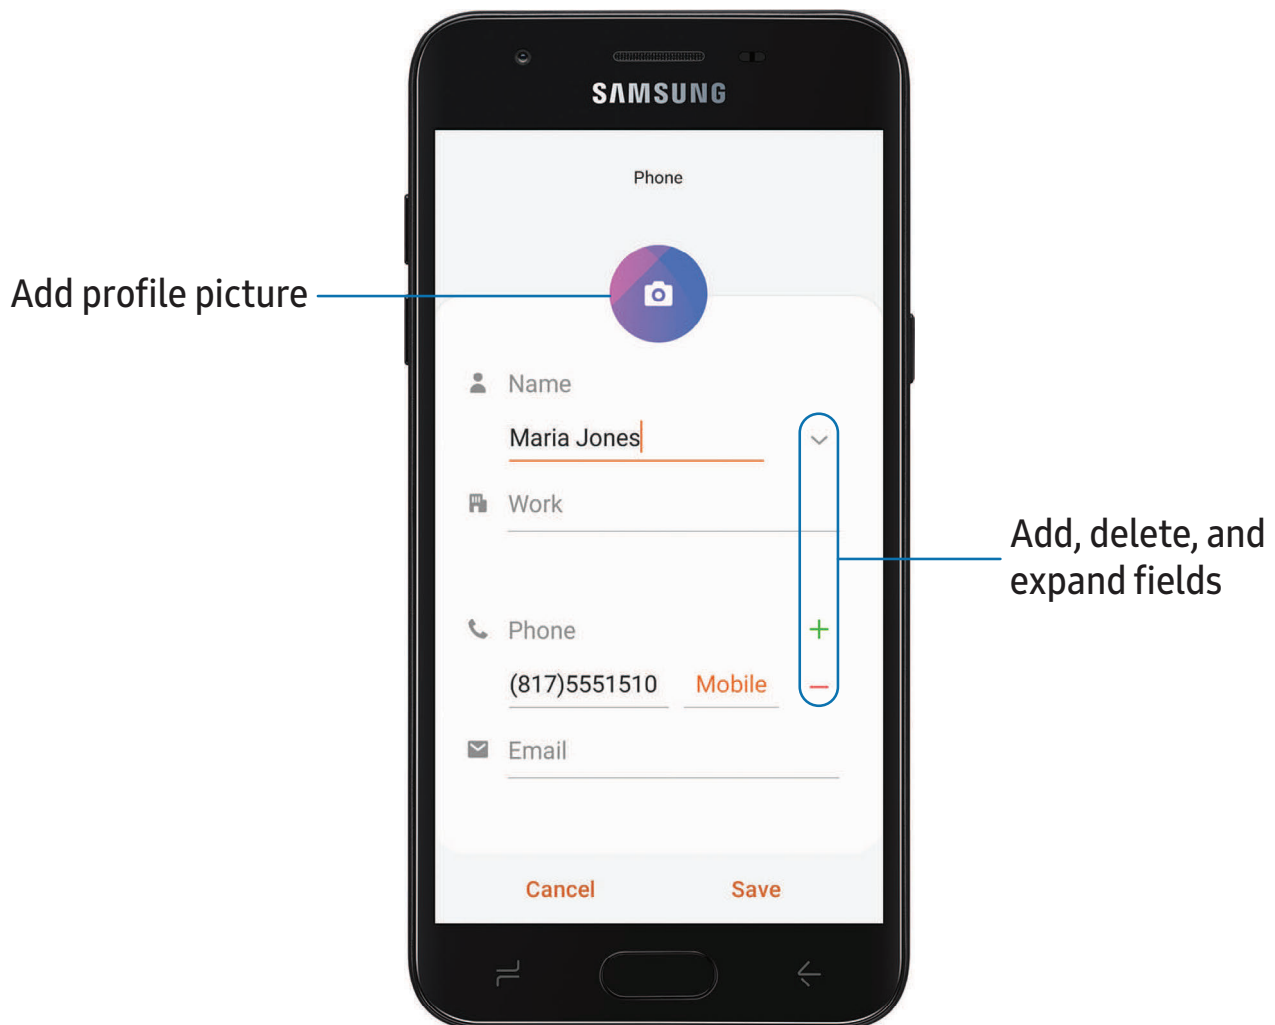 SAMSUNG
Phone
Add profile picture
Name
Maria Jones
Work
Add, delete, and
expand fields
Phone
(817)5551510 Mobile
Email
Cancel Save